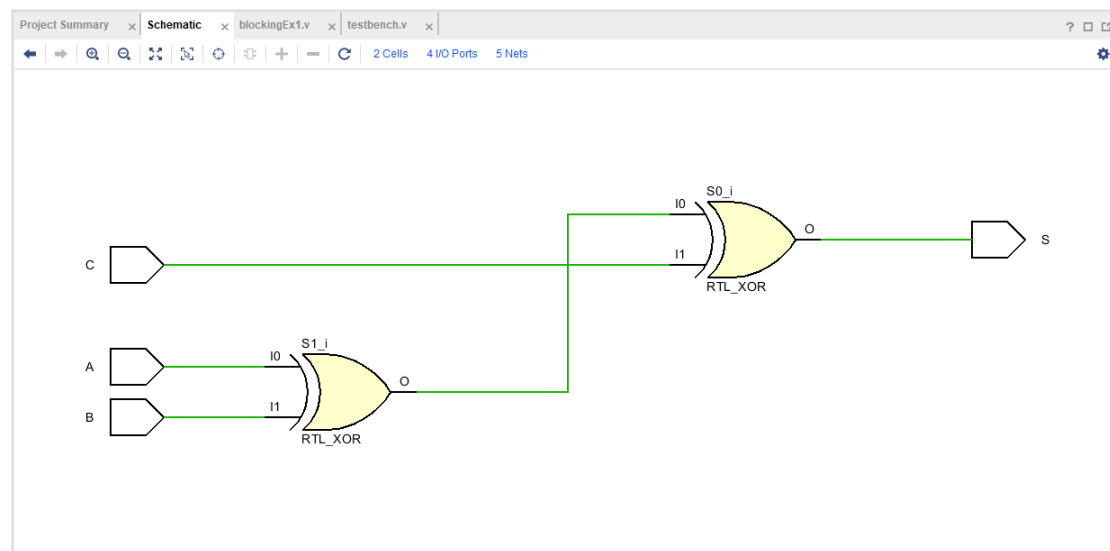 Project Summary × Schematic × blockingEx1.v × testbench.v × ? □
2 Cells 4 I/O Ports 5 Nets
S0_i
I0
O
S
C
I1
RTL_XOR
S1_i
A
I0
O
B
I1
RTL_XOR